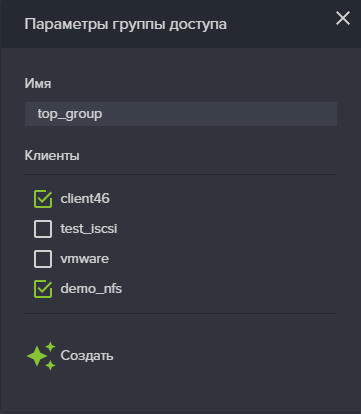 Параметры группы доступа
Имя
top_group
Клиенты
client46
test_iscsi
vmware
demo_nfs
Создать